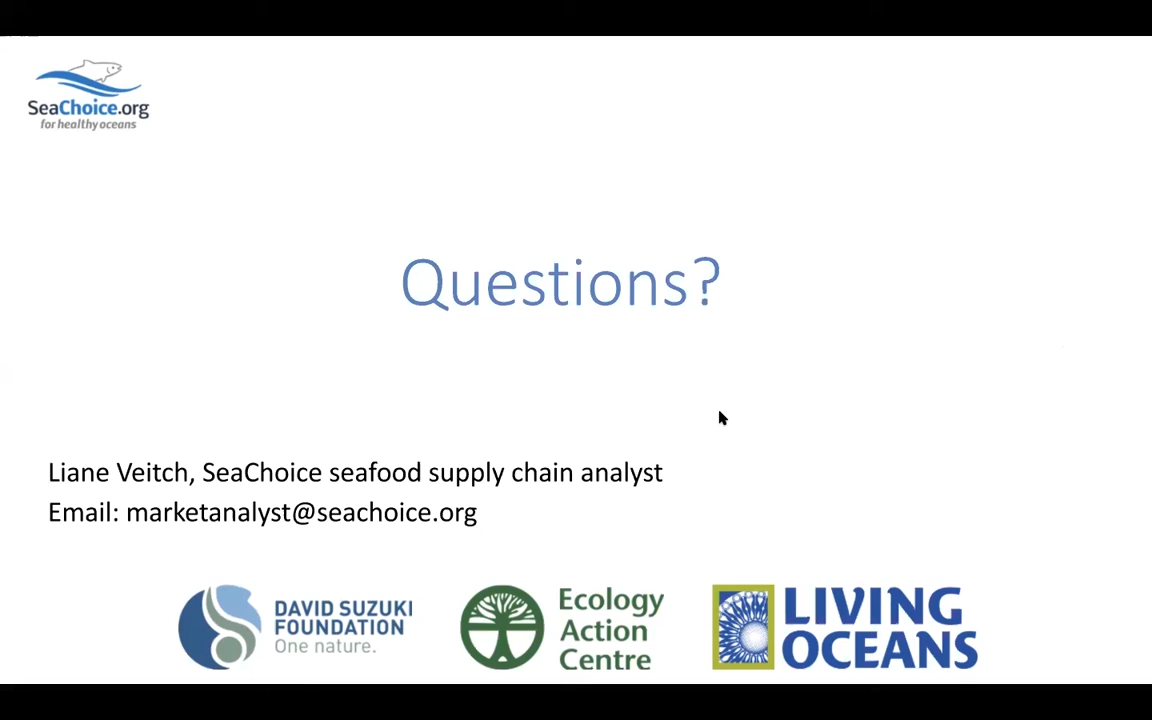 SeaChoice.org
for healthy oceans
Questions?
Liane Veitch, SeaChoice seafood supply chain analyst
Email: marketanalyst@seachoice.org
DAVID SUZUKI
FOUNDATION
One nature.
Ecology
Action
Centre
LIVING
OCEANS